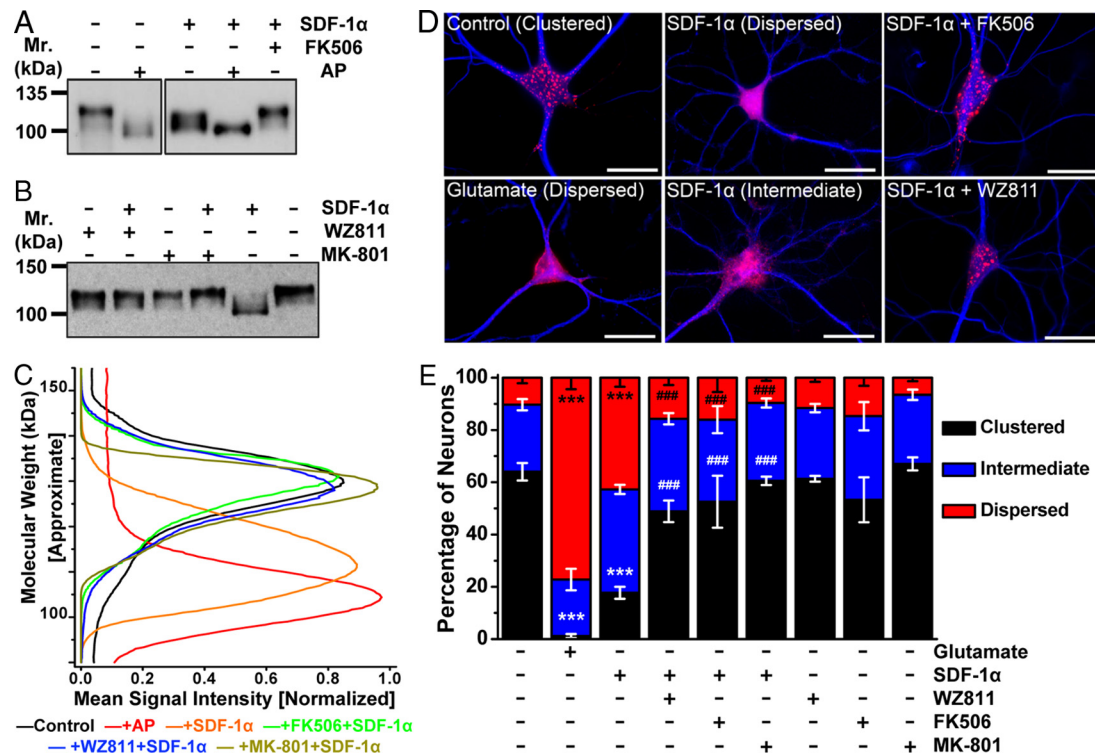 A
– – + + + SDF-1α
Mr. – – – – + FK506
(kDa) – + – + – AP
135
100
B
– + – + + – SDF-1α
Mr. + + – – – – WZ811
(kDa) – – + + – – MK-801
150
100
C
Molecular Weight (kDa)
[Approximate]
150
100
0.0 0.2 0.4 0.6 0.8 1.0
Mean Signal Intensity [Normalized]
Control +AP +SDF-1α +FK506+SDF-1α
+WZ811+SDF-1α +MK-801+SDF-1α
D
Control (Clustered) SDF-1α (Dispersed) SDF-1α + FK506
Glutamate (Dispersed) SDF-1α (Intermediate) SDF-1α + WZ811
E
Percentage of Neurons
100
80
60
40
20
0
*** *** ### ### ###
### ###
###
***
***
Clustered
Intermediate
Dispersed
– + – – – – – – – Glutamate
– – + + + + – – – SDF-1α
– – – + – – + – – WZ811
– – – – + – – + – FK506
– – – – – + – – + MK-801